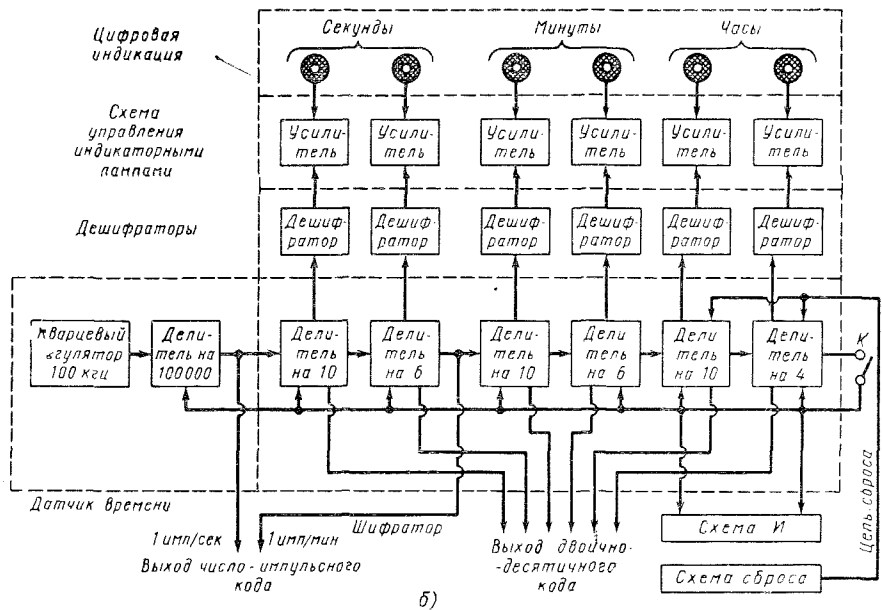 Цифровая
индикация
Секунды
Минуты
Часы
Схема
управления
индикаторными
лампами
Усили-
тель
Усили-
тель
Усили-
тель
Усили-
тель
Усили-
тель
Усили-
тель
Дешифраторы
Дешиф-
ратор
Дешиф-
ратор
Дешиф-
ратор
Дешиф-
ратор
Дешиф-
ратор
Дешиф-
ратор
Кварцевый
егулятор
100 кгц
Дели-
тель на
100000
Дели-
тель
на 10
Дели-
тель
на 6
Дели-
тель
на 10
Дели
тель
на 6
Дели-
тель
на 10
Дели-
тель
на 4
К
Датчик времени
Шифратор
1 имп/сек
1 имп/мин
Выход число-импульсного
кода
Выход двоично-
-десятичного
кода
Схема И
Схема сброса
Цепь сброса
б)